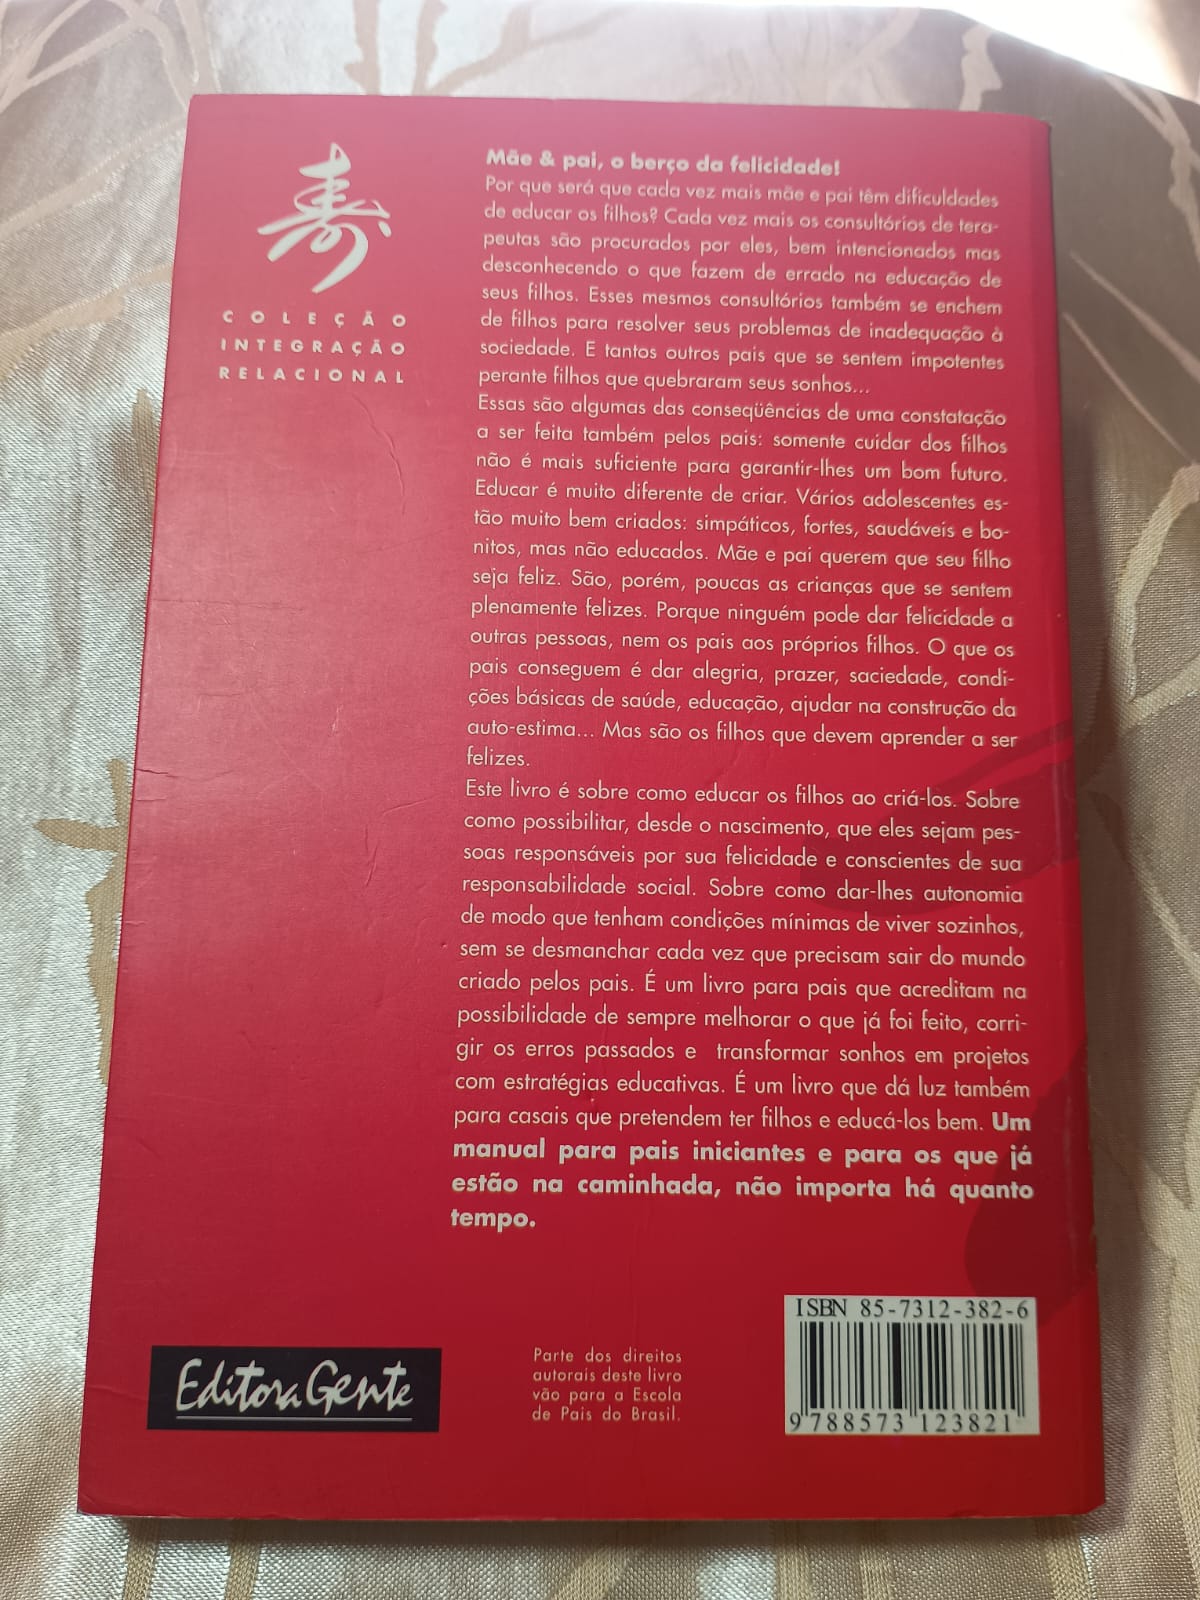 寿
COLEÇÃO
INTEGRAÇÃO
RELACIONAL
Mãe & pai, o berço da felicidade!
Por que será que cada vez mais mãe e pai têm dificuldades
de educar os filhos? Cada vez mais os consultórios de tera-
peutas são procurados por eles, bem intencionados mas
desconhecendo o que fazem de errado na educação de
seus filhos. Esses mesmos consultórios também se enchem
de filhos para resolver seus problemas de inadequação à
sociedade. E tantos outros pais que se sentem impotentes
perante filhos que quebraram seus sonhos...
Essas são algumas das conseqüências de uma constatação
a ser feita também pelos pais: somente cuidar dos filhos
não é mais suficiente para garantir-lhes um bom futuro.
Educar é muito diferente de criar. Vários adolescentes es-
tão muito bem criados: simpáticos, fortes, saudáveis e bo-
nitos, mas não educados. Mãe e pai querem que seu filho
seja feliz. São, porém, poucas as crianças que se sentem
plenamente felizes. Porque ninguém pode dar felicidade a
outras pessoas, nem os pais aos próprios filhos. O que os
pais conseguem é dar alegria, prazer, saciedade, condi-
ções básicas de saúde, educação, ajudar na construção da
auto-estima... Mas são os filhos que devem aprender a ser
felizes.
Este livro é sobre como educar os filhos ao criá-los. Sobre
como possibilitar, desde o nascimento, que eles sejam pes-
soas responsáveis por sua felicidade e conscientes de sua
responsabilidade social. Sobre como dar-lhes autonomia
de modo que tenham condições mínimas de viver sozinhos,
sem se desmanchar cada vez que precisam sair do mundo
criado pelos pais. É um livro para pais que acreditam na
possibilidade de sempre melhorar o que já foi feito, corri-
gir os erros passados e transformar sonhos em projetos
com estratégias educativas. É um livro que dá luz também
para casais que pretendem ter filhos e educá-los bem. Um
manual para pais iniciantes e para os que já
estão na caminhada, não importa há quanto
tempo.
Editora Gente
Parte dos direitos
autorais deste livro
vão para a Escola
de Pais do Brasil.
ISBN 85-7312-382-6
9 788573 123821